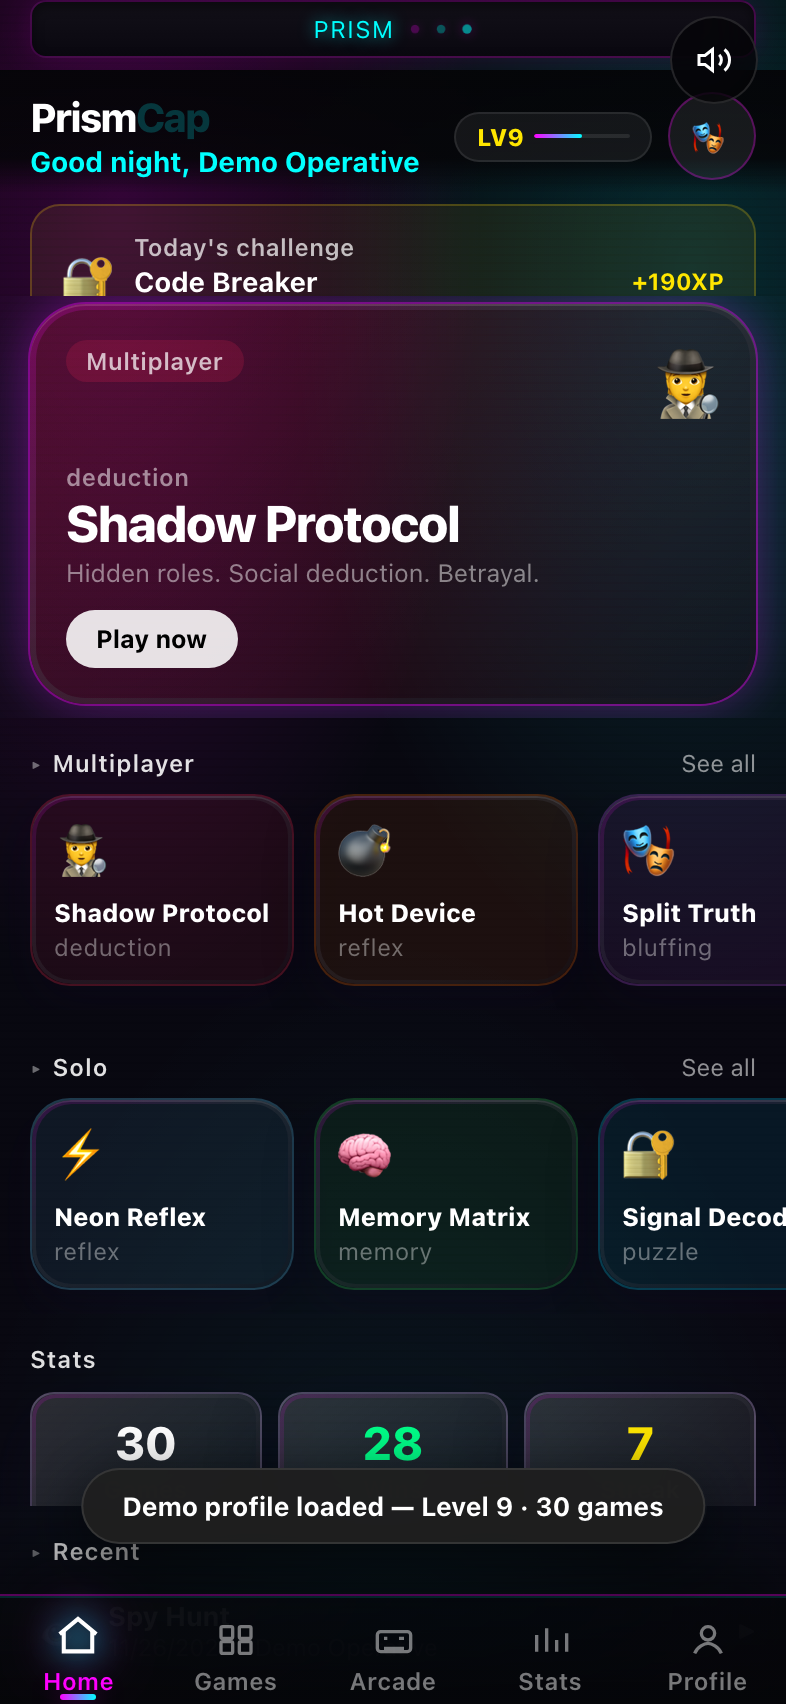 PRISM
PrismCap
Good night, Demo Operative
LV9
Today's challenge
Code Breaker
+190XP
Multiplayer
deduction
Shadow Protocol
Hidden roles. Social deduction. Betrayal.
Play now
Multiplayer
See all
Shadow Protocol
deduction
Hot Device
reflex
Split Truth
bluffing
Solo
See all
Neon Reflex
reflex
Memory Matrix
memory
Signal Decod
puzzle
Stats
30
28
7
Demo profile loaded — Level 9 · 30 games
Recent
Spy Hunt
Home
Games
Arcade
Stats
Profile